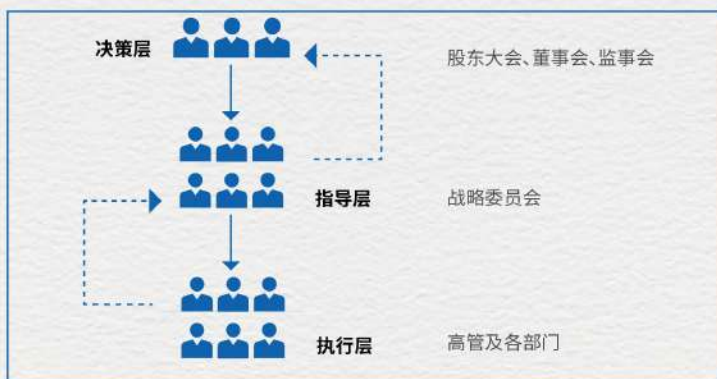 决策层
股东大会、董事会、监事会
指导层
战略委员会
执行层
高管及各部门